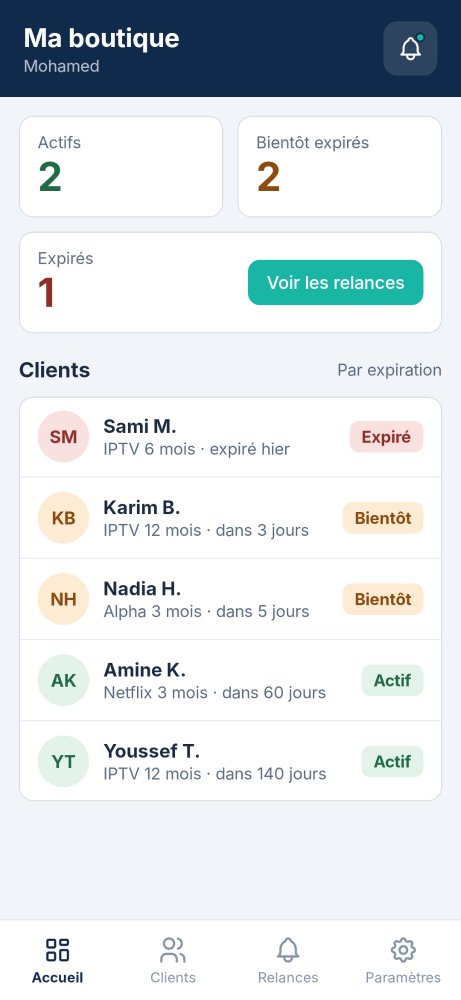 Ma boutique
Mohamed
Actifs
2
Bientôt expirés
2
Expirés
1
Voir les relances
Clients
Par expiration
SM
Sami M.
IPTV 6 mois · expiré hier
Expiré
KB
Karim B.
IPTV 12 mois · dans 3 jours
Bientôt
NH
Nadia H.
Alpha 3 mois · dans 5 jours
Bientôt
AK
Amine K.
Netflix 3 mois · dans 60 jours
Actif
YT
Youssef T.
IPTV 12 mois · dans 140 jours
Actif
Accueil
Clients
Relances
Paramètres